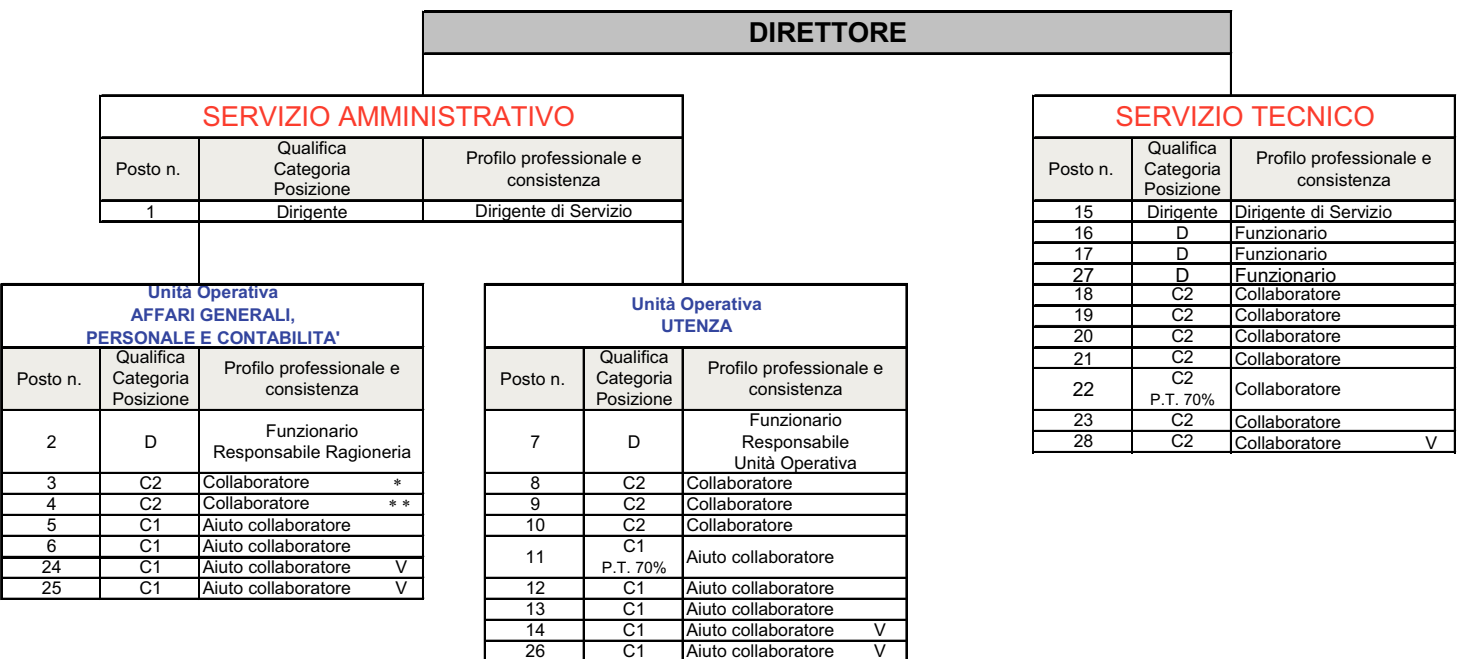 DIRETTORE
SERVIZIO AMMINISTRATIVO
Posto n.
Qualifica
Categoria
Posizione
Profilo professionale e
consistenza
1 Dirigente Dirigente di Servizio
Unità Operativa
AFFARI GENERALI,
PERSONALE E CONTABILITA'
Posto n.
Qualifica
Categoria
Posizione
Profilo professionale e
consistenza
2 D
Funzionario
Responsabile Ragioneria
3 C2 Collaboratore *
4 C2 Collaboratore * *
5 C1 Aiuto collaboratore
6 C1 Aiuto collaboratore
24 C1 Aiuto collaboratore V
25 C1 Aiuto collaboratore V
Unità Operativa
UTENZA
Posto n.
Qualifica
Categoria
Posizione
Profilo professionale e
consistenza
7 D
Funzionario
Responsabile
Unità Operativa
8 C2 Collaboratore
9 C2 Collaboratore
10 C2 Collaboratore
11
C1
P.T. 70%
Aiuto collaboratore
12 C1 Aiuto collaboratore
13 C1 Aiuto collaboratore
14 C1 Aiuto collaboratore V
26 C1 Aiuto collaboratore V
SERVIZIO TECNICO
Posto n.
Qualifica
Categoria
Posizione
Profilo professionale e
consistenza
15 Dirigente Dirigente di Servizio
16 D Funzionario
17 D Funzionario
27 D Funzionario
18 C2 Collaboratore
19 C2 Collaboratore
20 C2 Collaboratore
21 C2 Collaboratore
22
C2
P.T. 70%
Collaboratore
23 C2 Collaboratore
28 C2 Collaboratore V